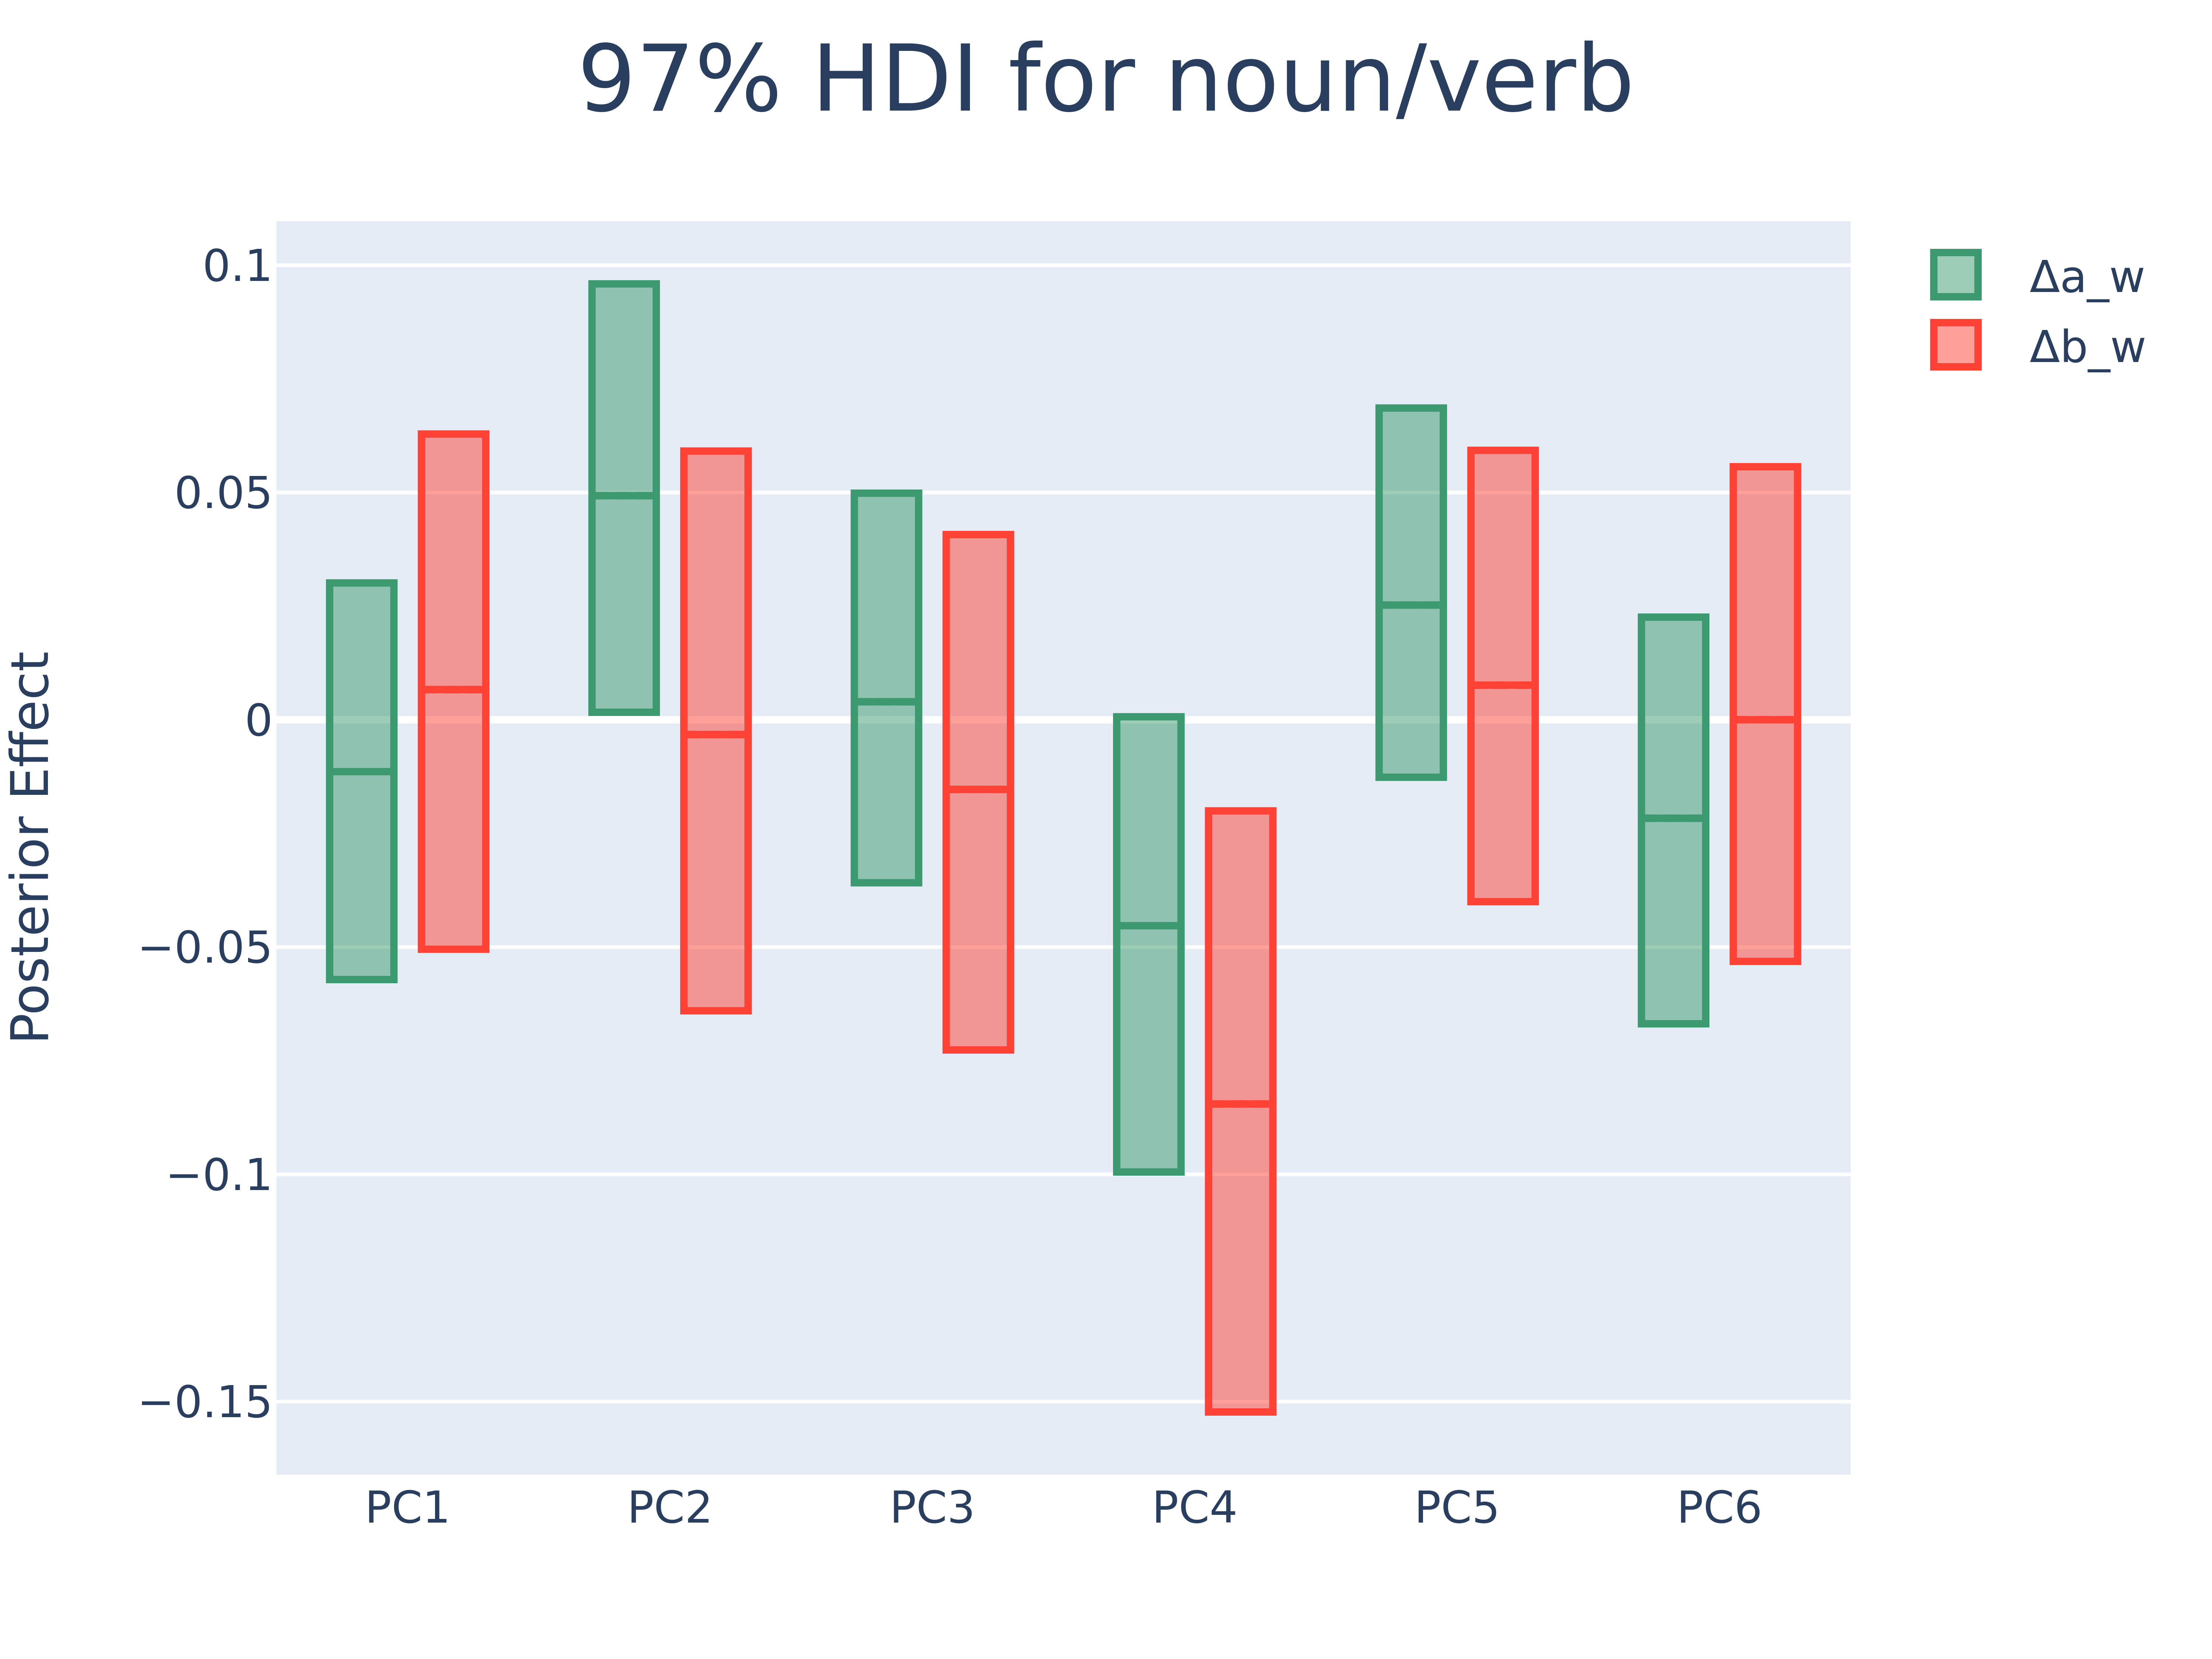 97% HDI for noun/verb
Δa_w
Δb_w
Posterior Effect
0.1
0.05
0
−0.05
−0.1
−0.15
PC1 PC2 PC3 PC4 PC5 PC6